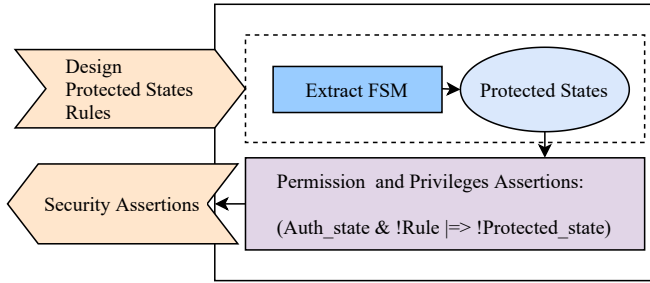 Design
Protected States
Rules
Extract FSM
Protected States
Permission and Privileges Assertions:
(Auth_state & !Rule |=> !Protected_state)
Security Assertions